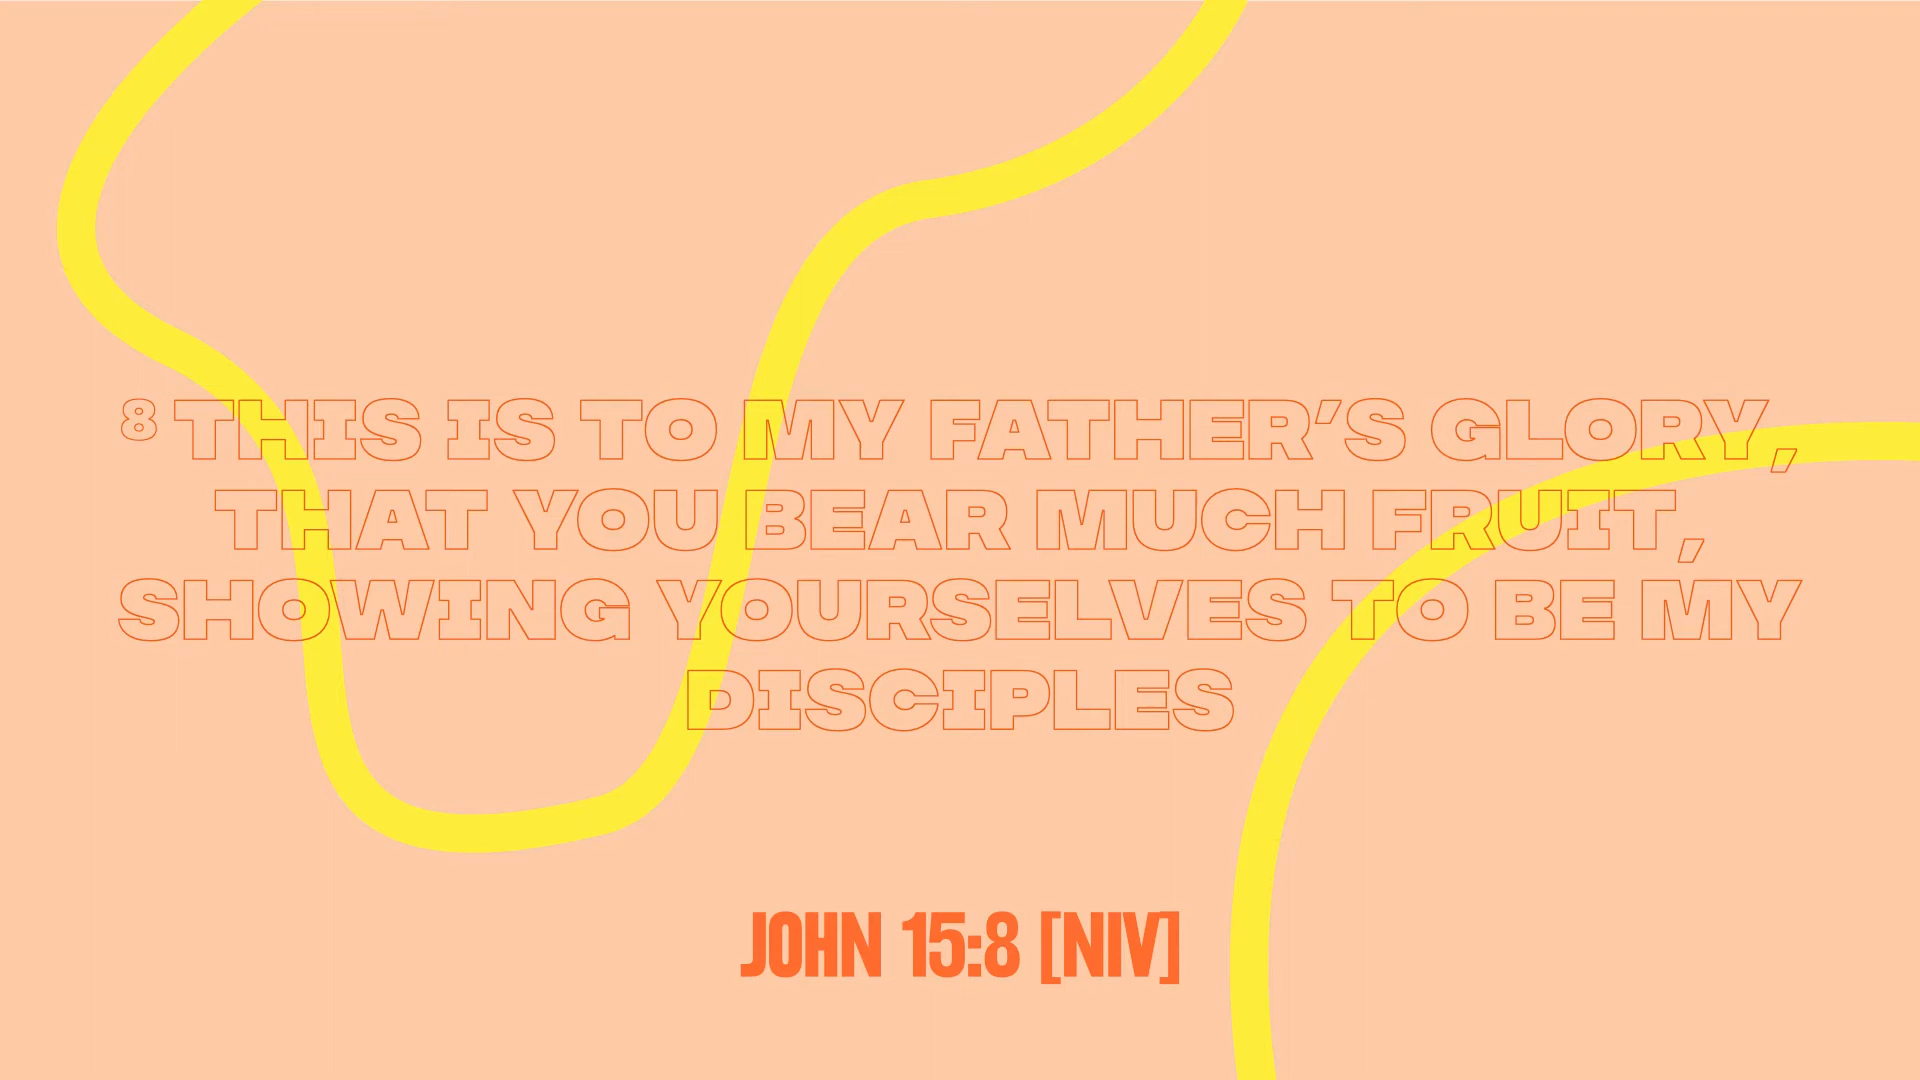 ⁸ THIS IS TO MY FATHER’S GLORY,
THAT YOU BEAR MUCH FRUIT,
SHOWING YOURSELVES TO BE MY
DISCIPLES
JOHN 15:8 [NIV]